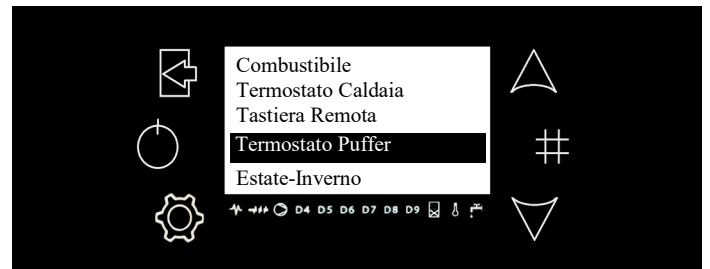 Combustibile
Termostato Caldaia
Tastiera Remota
Termostato Puffer
Estate-Inverno
D4 D5 D6 D7 D8 D9